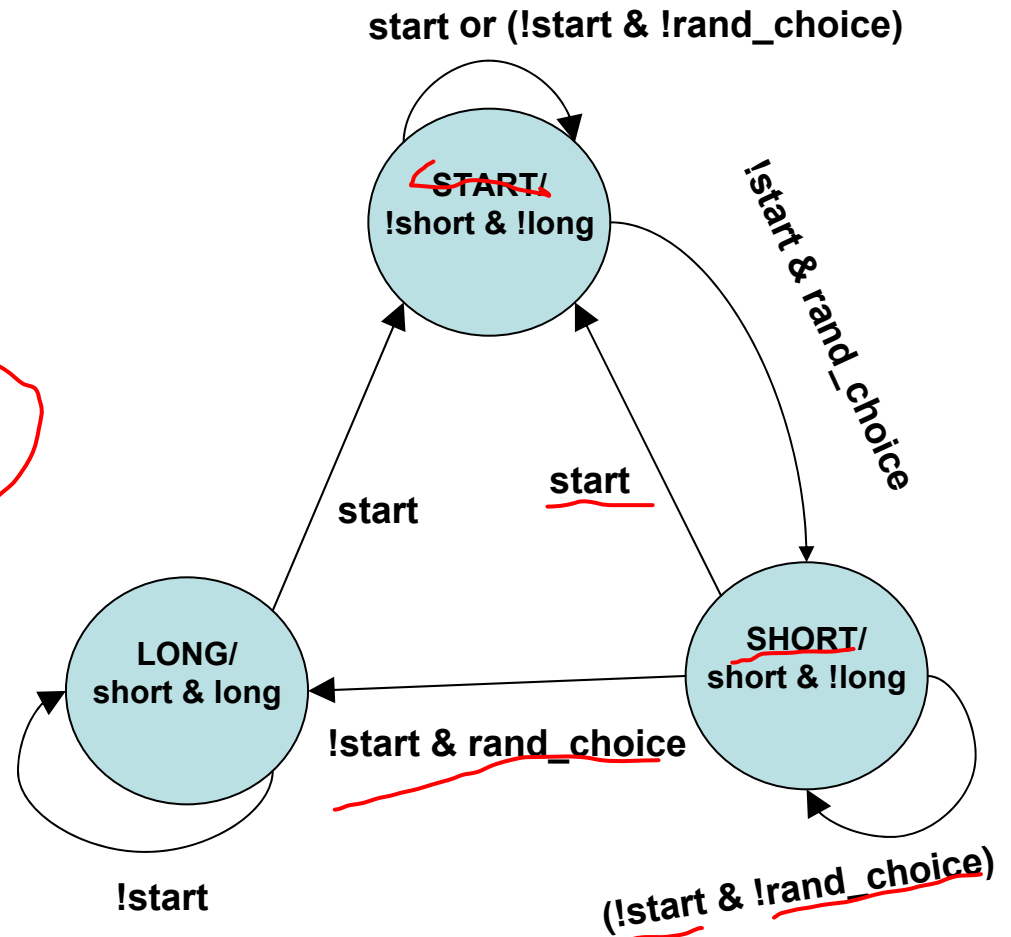 start or (!start & !rand_choice)
START/
!short & !long
!start & rand_choice
start
start
LONG/
short & long
SHORT/
short & !long
!start & rand_choice
!start
(!start & !rand_choice)